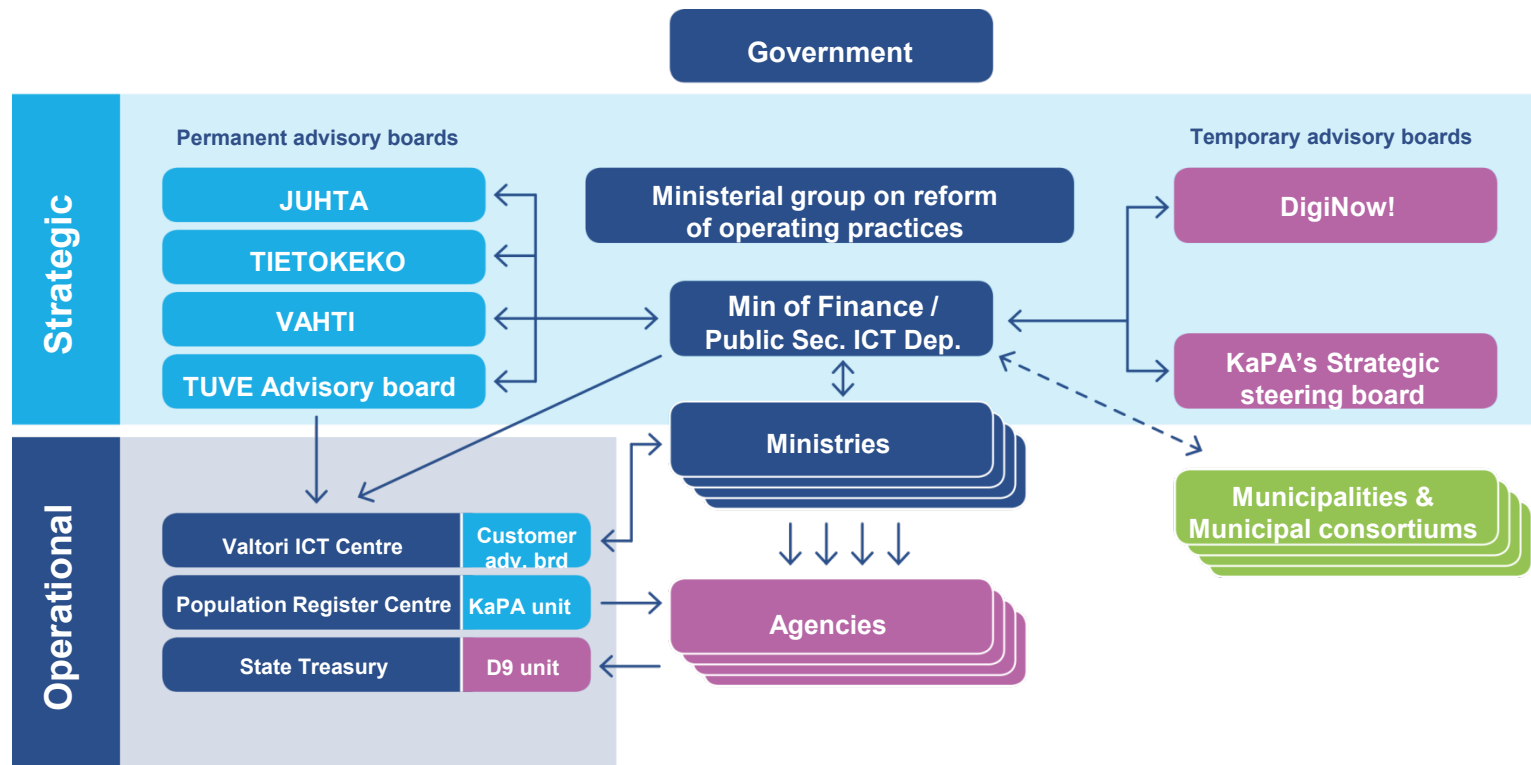 Government
Strategic
Permanent advisory boards
JUHTA
TIETOKEKO
VAHTI
TUVE Advisory board
Ministerial group on reform
of operating practices
Min of Finance /
Public Sec. ICT Dep.
Temporary advisory boards
DigiNow!
KaPA’s Strategic
steering board
Ministries
Municipalities &
Municipal consortiums
Operational
Valtori ICT Centre
Customer
adv. brd
Population Register Centre
KaPA unit
State Treasury
D9 unit
Agencies